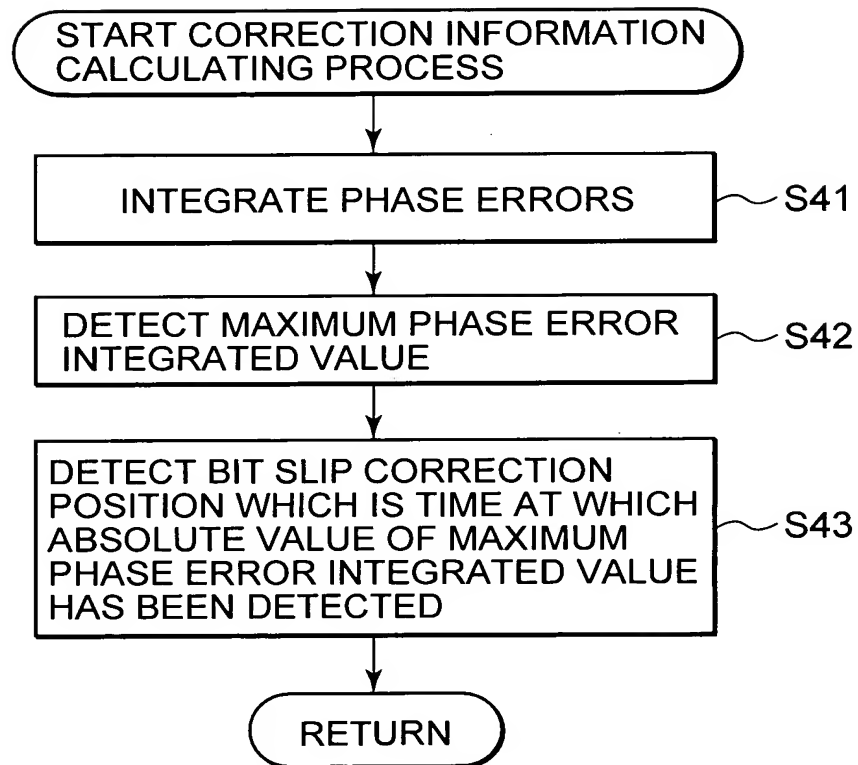 START CORRECTION INFORMATION
CALCULATING PROCESS
INTEGRATE PHASE ERRORS
S41
DETECT MAXIMUM PHASE ERROR
INTEGRATED VALUE
S42
DETECT BIT SLIP CORRECTION
POSITION WHICH IS TIME AT WHICH
ABSOLUTE VALUE OF MAXIMUM
PHASE ERROR INTEGRATED VALUE
HAS BEEN DETECTED
S43
RETURN